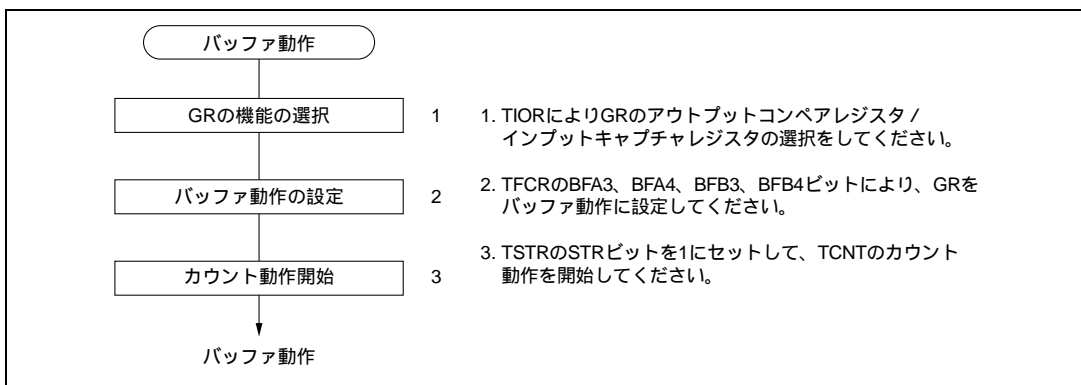 バッファ動作
GRの機能の選択
1
1. TIORによりGRのアウトプットコンペアレジスタ /
インプットキャプチャレジスタの選択をしてください。
バッファ動作の設定
2
2. TFCRのBFA3、BFA4、BFB3、BFB4ビットにより、GRを
バッファ動作に設定してください。
カウント動作開始
3
3. TSTRのSTRビットを1にセットして、TCNTのカウント
動作を開始してください。
バッファ動作